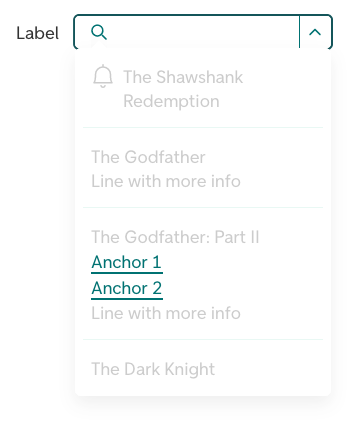 Label
The Shawshank
Redemption
The Godfather
Line with more info
The Godfather: Part II
Anchor 1
Anchor 2
Line with more info
The Dark Knight